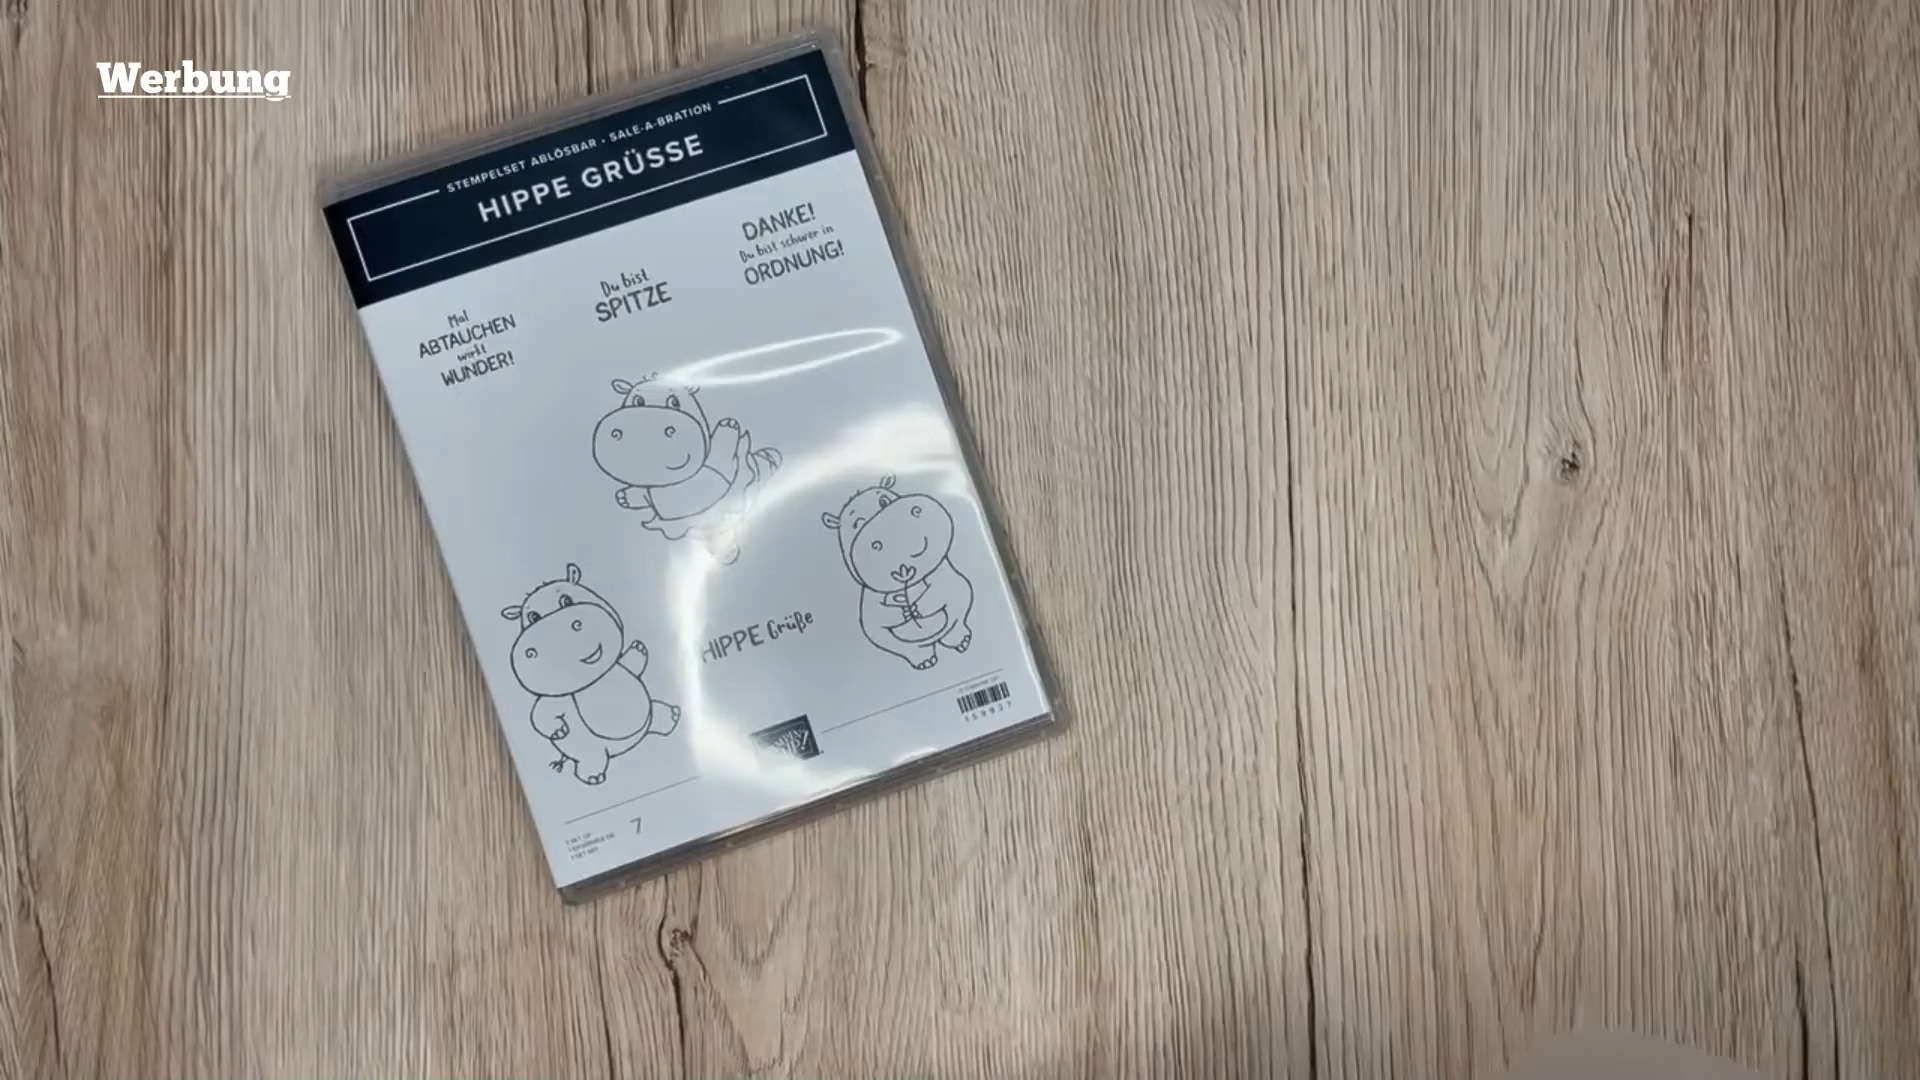 Werbung
STEMPELSET ABLÖSBAR • SALE-A-BRATION
HIPPE GRÜSSE
DANKE!
Du bist schwer in
ORDNUNG!
Du bist
SPITZE
Mal
ABTAUCHEN
wirkt
WUNDER!
HIPPE Grüße
159927
7